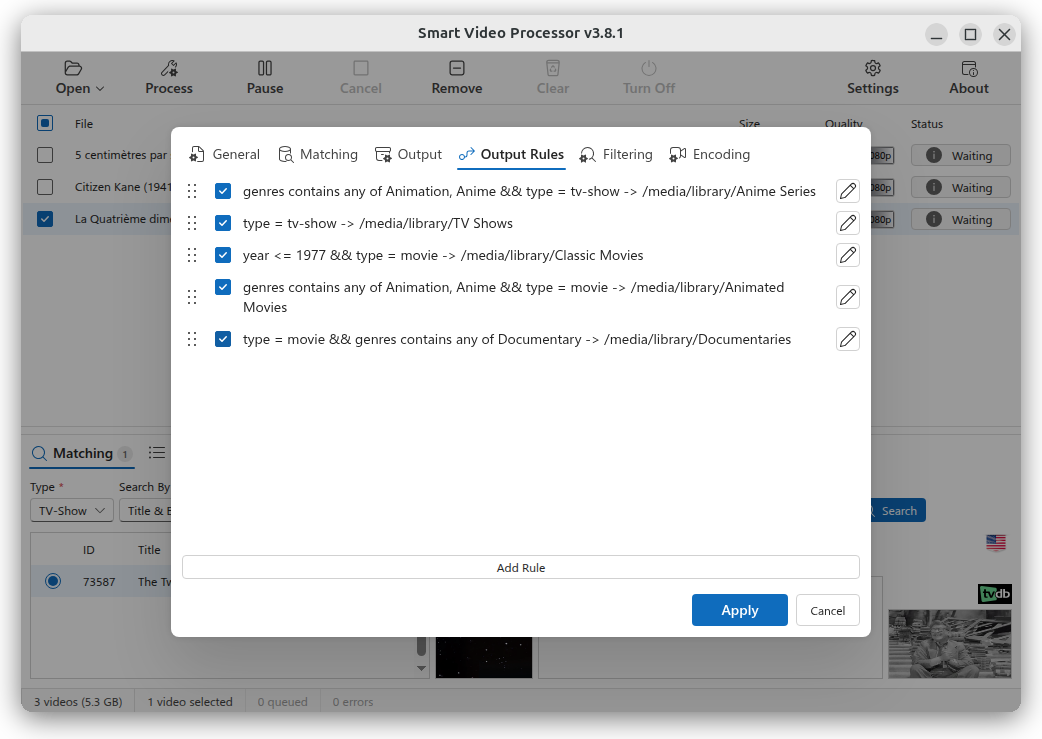 Smart Video Processor v3.8.1
Open Process Pause Cancel Remove Clear Turn Off Settings About
File Size Quality Status
5 centimètres par 080p Waiting
Citizen Kane (1941 080p Waiting
La Quatrième dime 080p Waiting
General Matching Output Output Rules Filtering Encoding
genres contains any of Animation, Anime && type = tv-show -> /media/library/Anime Series
type = tv-show -> /media/library/TV Shows
year <= 1977 && type = movie -> /media/library/Classic Movies
genres contains any of Animation, Anime && type = movie -> /media/library/Animated
Movies
type = movie && genres contains any of Documentary -> /media/library/Documentaries
Add Rule
Apply Cancel
Matching 1
Type * Search By
TV-Show Title & Search
ID Title
73587 The Tw
tvdb
3 videos (5.3 GB) 1 video selected 0 queued 0 errors